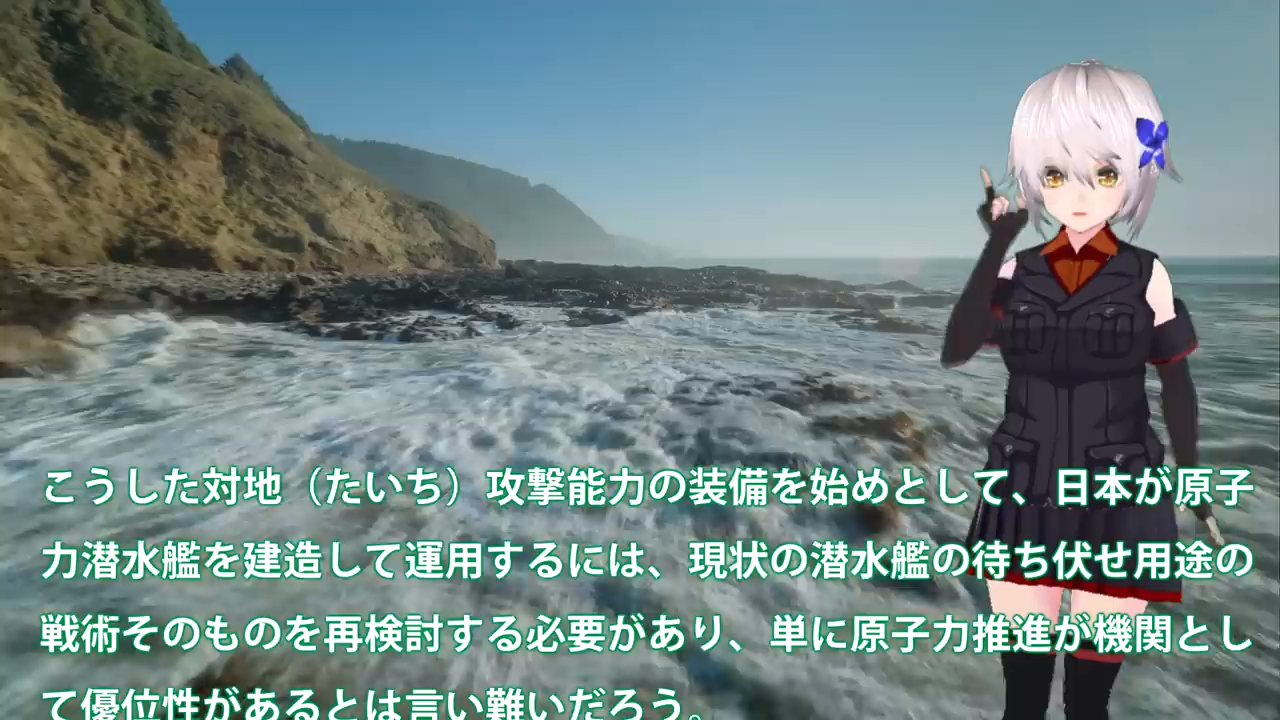 こうした対地（たいち）攻撃能力の装備を始めとして、日本が原子
力潜水艦を建造して運用するには、現状の潜水艦の待ち伏せ用途の
戦術そのものを再検討する必要があり、単に原子力推進が機関とし
て優位性があるとは言い難いだろう。